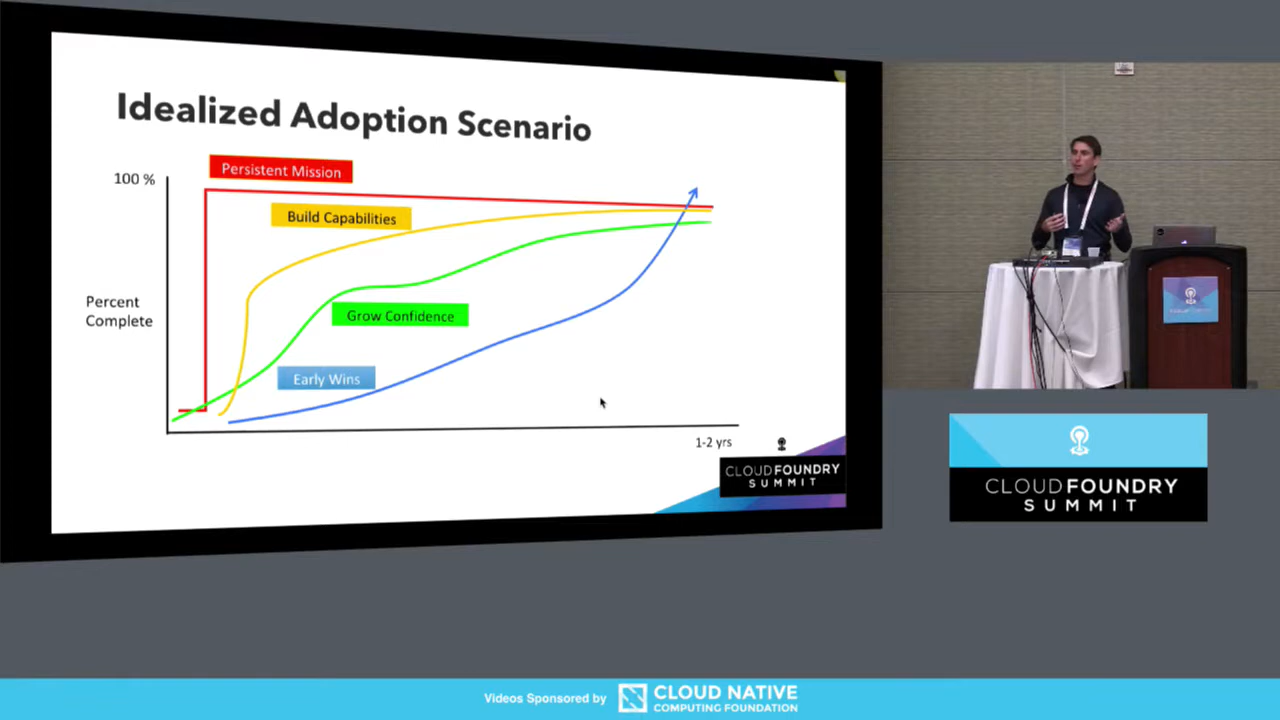 Idealized Adoption Scenario
100 %
Persistent Mission
Build Capabilities
Percent
Complete
Grow Confidence
Early Wins
1-2 yrs
CLOUDFOUNDRY
SUMMIT
CLOUDFOUNDRY
SUMMIT
Videos Sponsored by
CLOUD NATIVE
COMPUTING FOUNDATION